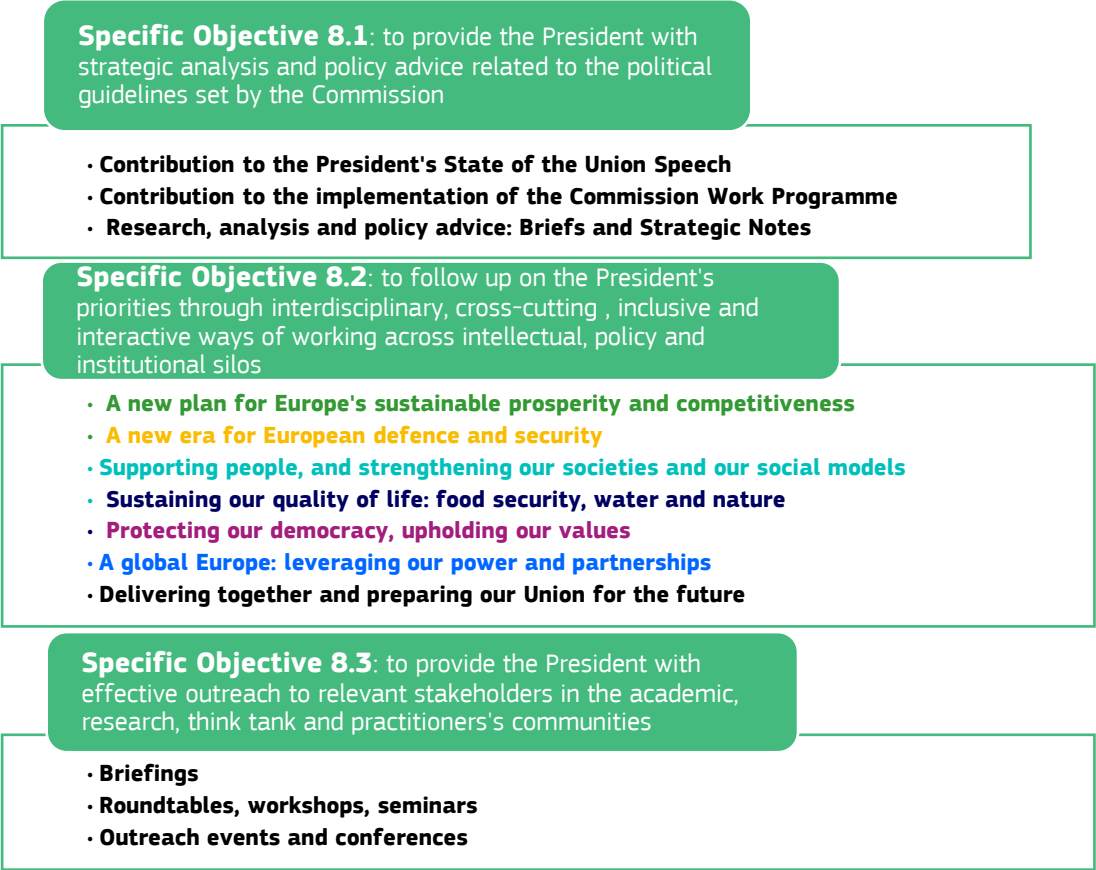 Specific Objective 8.1: to provide the President with
strategic analysis and policy advice related to the political
guidelines set by the Commission
• Contribution to the President's State of the Union Speech
• Contribution to the implementation of the Commission Work Programme
• Research, analysis and policy advice: Briefs and Strategic Notes
Specific Objective 8.2: to follow up on the President's
priorities through interdisciplinary, cross-cutting , inclusive and
interactive ways of working across intellectual, policy and
institutional silos
• A new plan for Europe's sustainable prosperity and competitiveness
• A new era for European defence and security
• Supporting people, and strengthening our societies and our social models
• Sustaining our quality of life: food security, water and nature
• Protecting our democracy, upholding our values
• A global Europe: leveraging our power and partnerships
• Delivering together and preparing our Union for the future
Specific Objective 8.3: to provide the President with
effective outreach to relevant stakeholders in the academic,
research, think tank and practitioners's communities
• Briefings
• Roundtables, workshops, seminars
• Outreach events and conferences